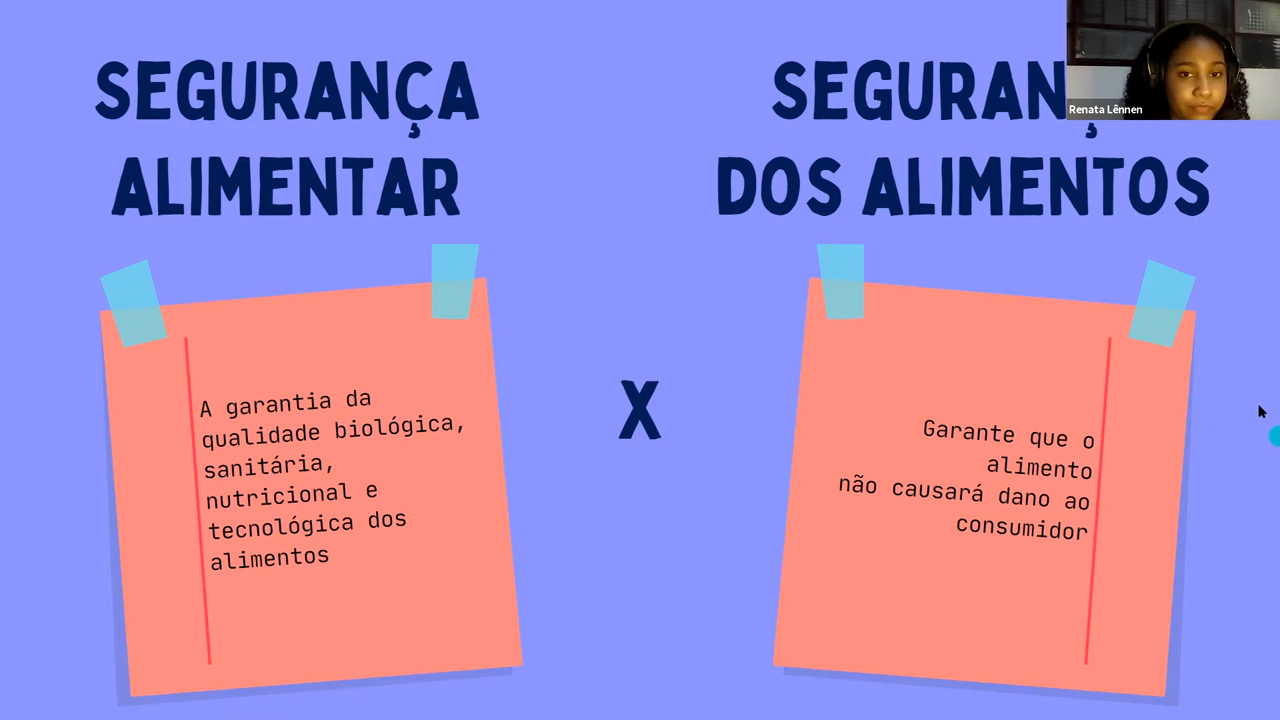 SEGURANÇA
ALIMENTAR
A garantia da
qualidade biológica,
sanitária,
nutricional e
tecnológica dos
alimentos
X
SEGURANÇ
DOS ALIMENTOS
Garante que o
alimento
não causará dano ao
consumidor
Renata Lênnen